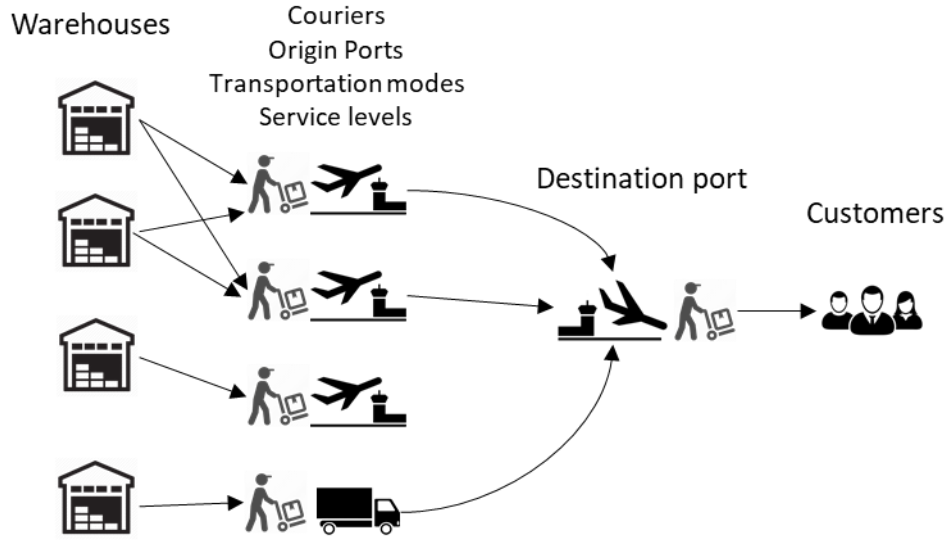 Warehouses
Couriers
Origin Ports
Transportation modes
Service levels
Destination port
Customers